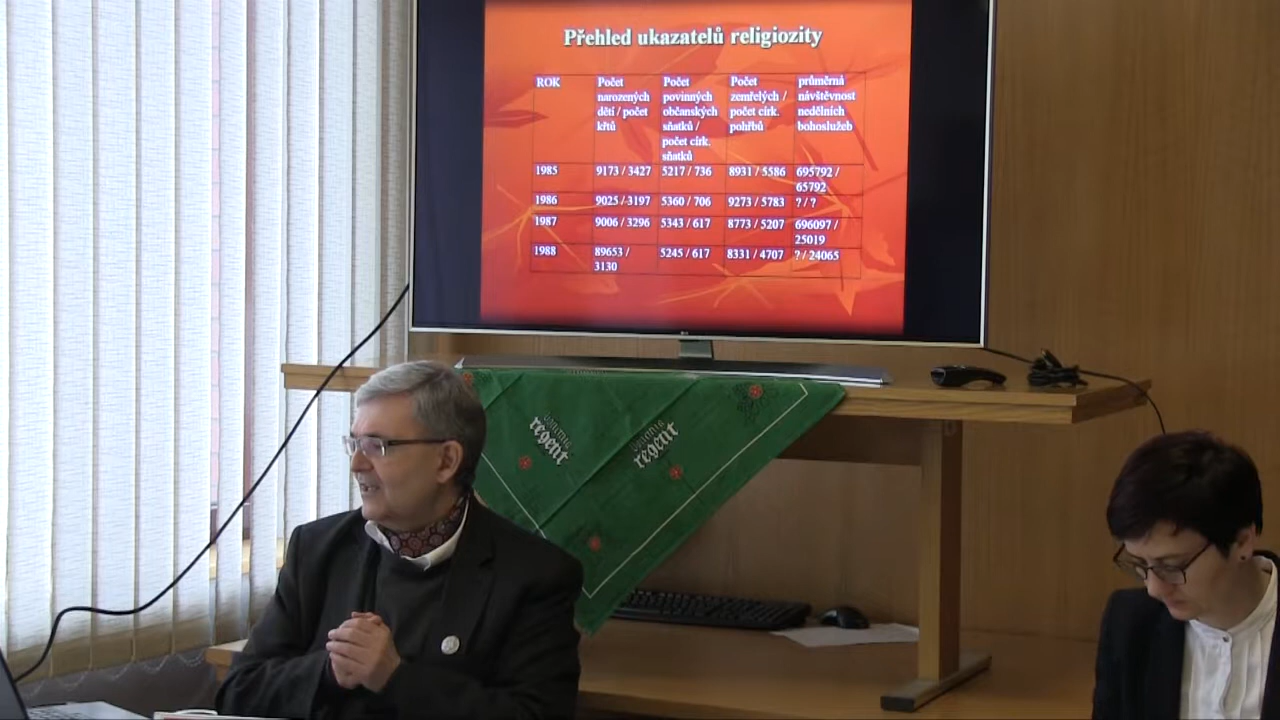 Přehled ukazatelů religiozity
ROK
Počet
narozených
dětí / počet
křtů
Počet
povinných
občanských
sňatků /
počet círk.
sňatků
Počet
zemřelých /
počet círk.
pohřbů
průměrná
návštěvnost
nedělních
bohoslužeb
1985
9173 / 3427
5217 / 736
8931 / 5586
695792 /
65792
1986
9025 / 3197
5360 / 706
9273 / 5783
? / ?
1987
9006 / 3296
5343 / 617
8773 / 5207
696097 /
25019
1988
89653 /
3130
5245 / 617
8331 / 4707
? / 24065
BOHEMIA
regent
BOHEMIA
regent